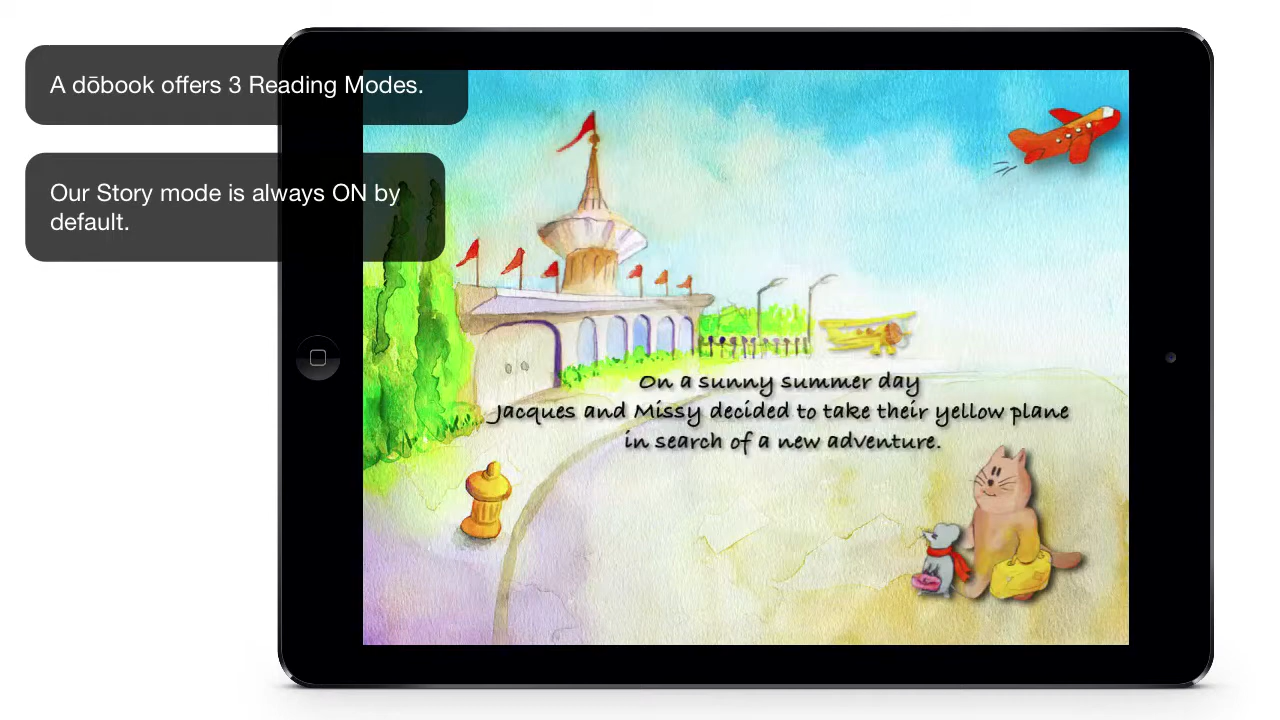 A dōbook offers 3 Reading Modes.
Our Story mode is always ON by
default.
On a sunny summer day
Jacques and Missy decided to take their yellow plane
in search of a new adventure.